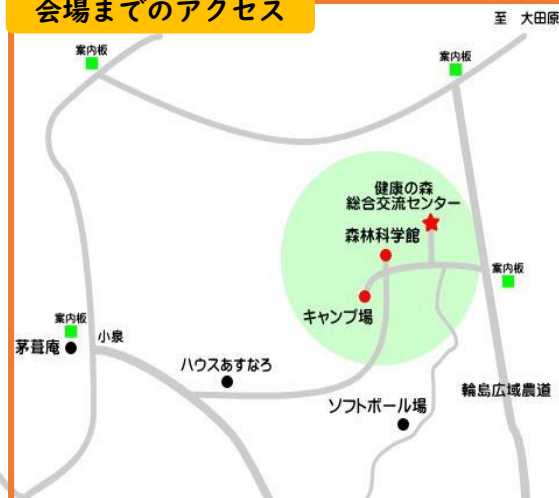 会場までのアクセス
至 大田原
案内板
案内板
健康の森
総合交流センター
森林科学館
案内板
キャンプ場
案内板
小泉
茅葺庵
ハウスあすなろ
輪島広域農道
ソフトボール場